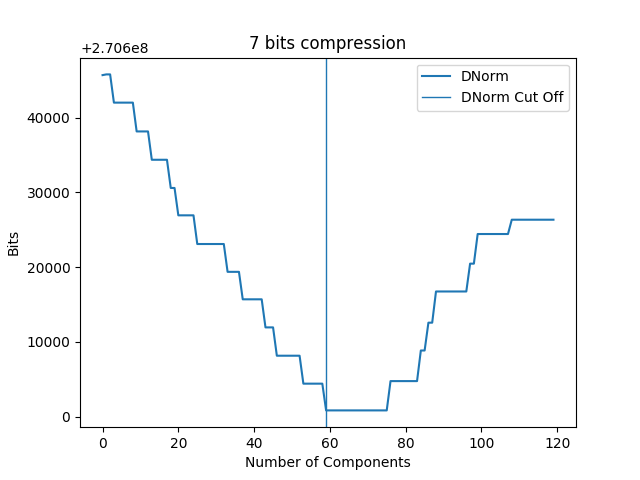 7 bits compression
+2.706e8
DNorm
DNorm Cut Off
40000
30000
20000
10000
0
Bits
0 20 40 60 80 100 120
Number of Components